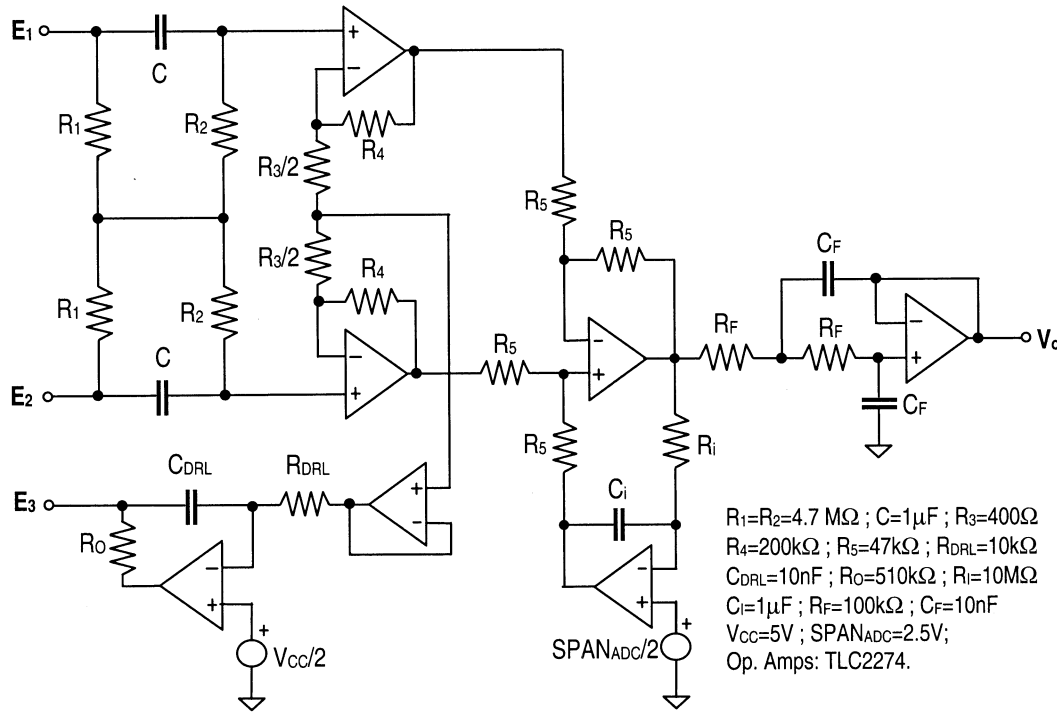 E1
C
+
−
R1
R2
R4
R3/2
R5
R3/2
R5
CF
R4
R1
R2
−
+
RF
RF
−
+
Vo
C
R5
−
+
CF
E2
R5
Ri
CDRL
RDRL
E3
+
−
Ci
RO
−
+
−
+
+
VCC/2
+
SPANADC/2
R1=R2=4.7 MΩ ; C=1μF ; R3=400Ω
R4=200kΩ ; R5=47kΩ ; RDRL=10kΩ
CDRL=10nF ; RO=510kΩ ; RI=10MΩ
CI=1μF ; RF=100kΩ ; CF=10nF
VCC=5V ; SPANADC=2.5V;
Op. Amps: TLC2274.